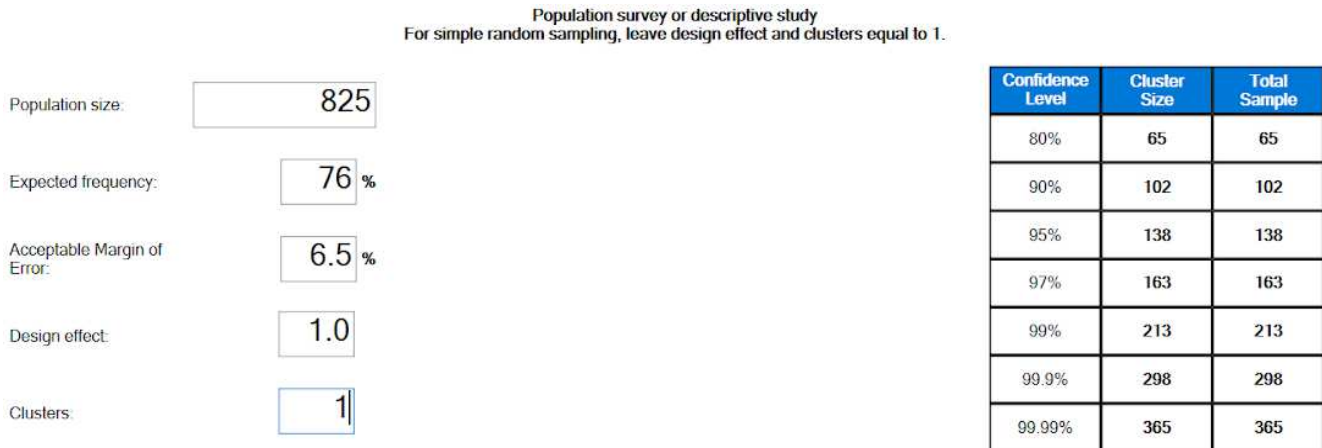 Population survey or descriptive study
For simple random sampling, leave design effect and clusters equal to 1.
Population size: 825
Expected frequency: 76 %
Acceptable Margin of
Error: 6.5 %
Design effect: 1.0
Clusters: 1
Confidence Level Cluster Size Total Sample
80% 65 65
90% 102 102
95% 138 138
97% 163 163
99% 213 213
99.9% 298 298
99.99% 365 365